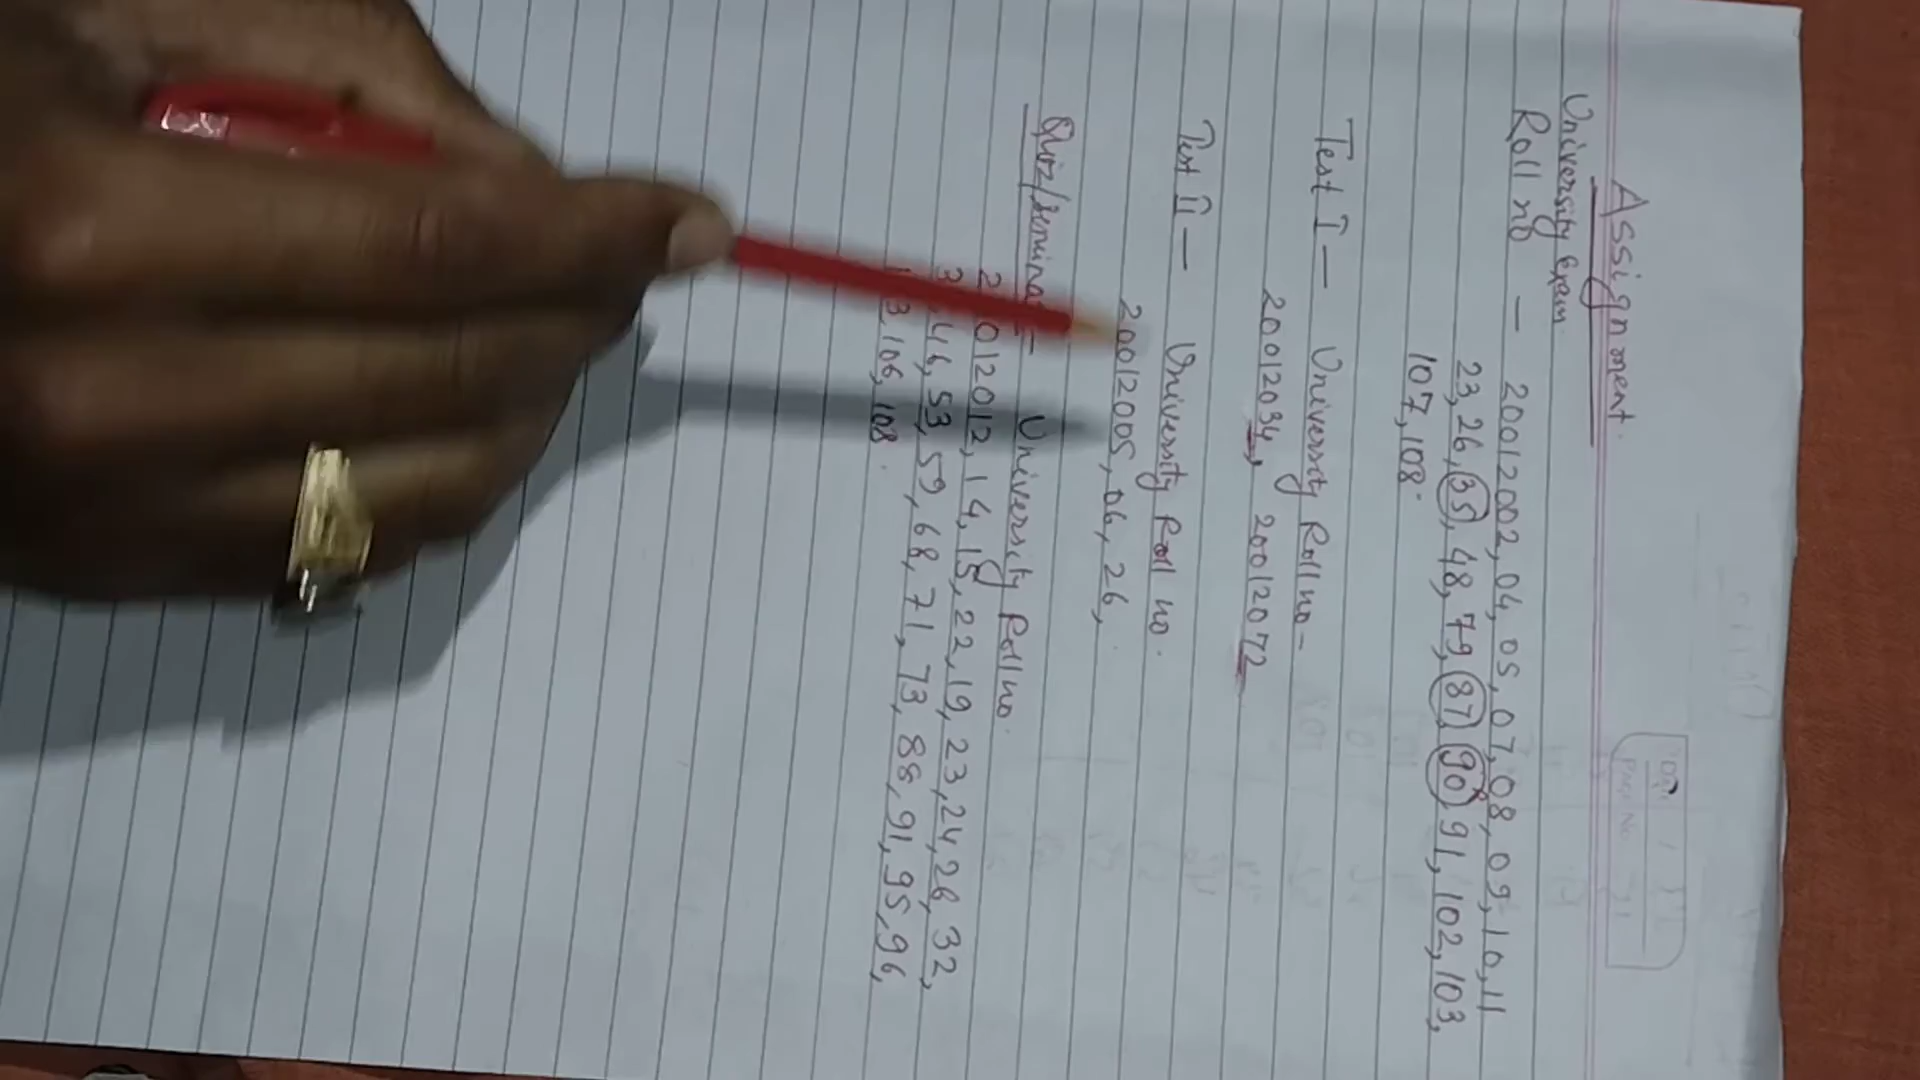 Assignment.
University Exam.
Roll no - 20012002, 04, 05, 07, 08, 09, 10, 11
23, 26, 35, 48, 79, 87, 90, 91, 102, 103,
107, 108.
Test I - University Roll no -
20012034, 20012072
Test II - University Roll no.
20012005, 06, 26,
Quiz/Seminar - University Roll no.
012012, 14, 15, 22, 19, 23, 24, 26, 32,
46, 53, 59, 68, 71, 73, 88, 91, 95, 96,
106, 108.